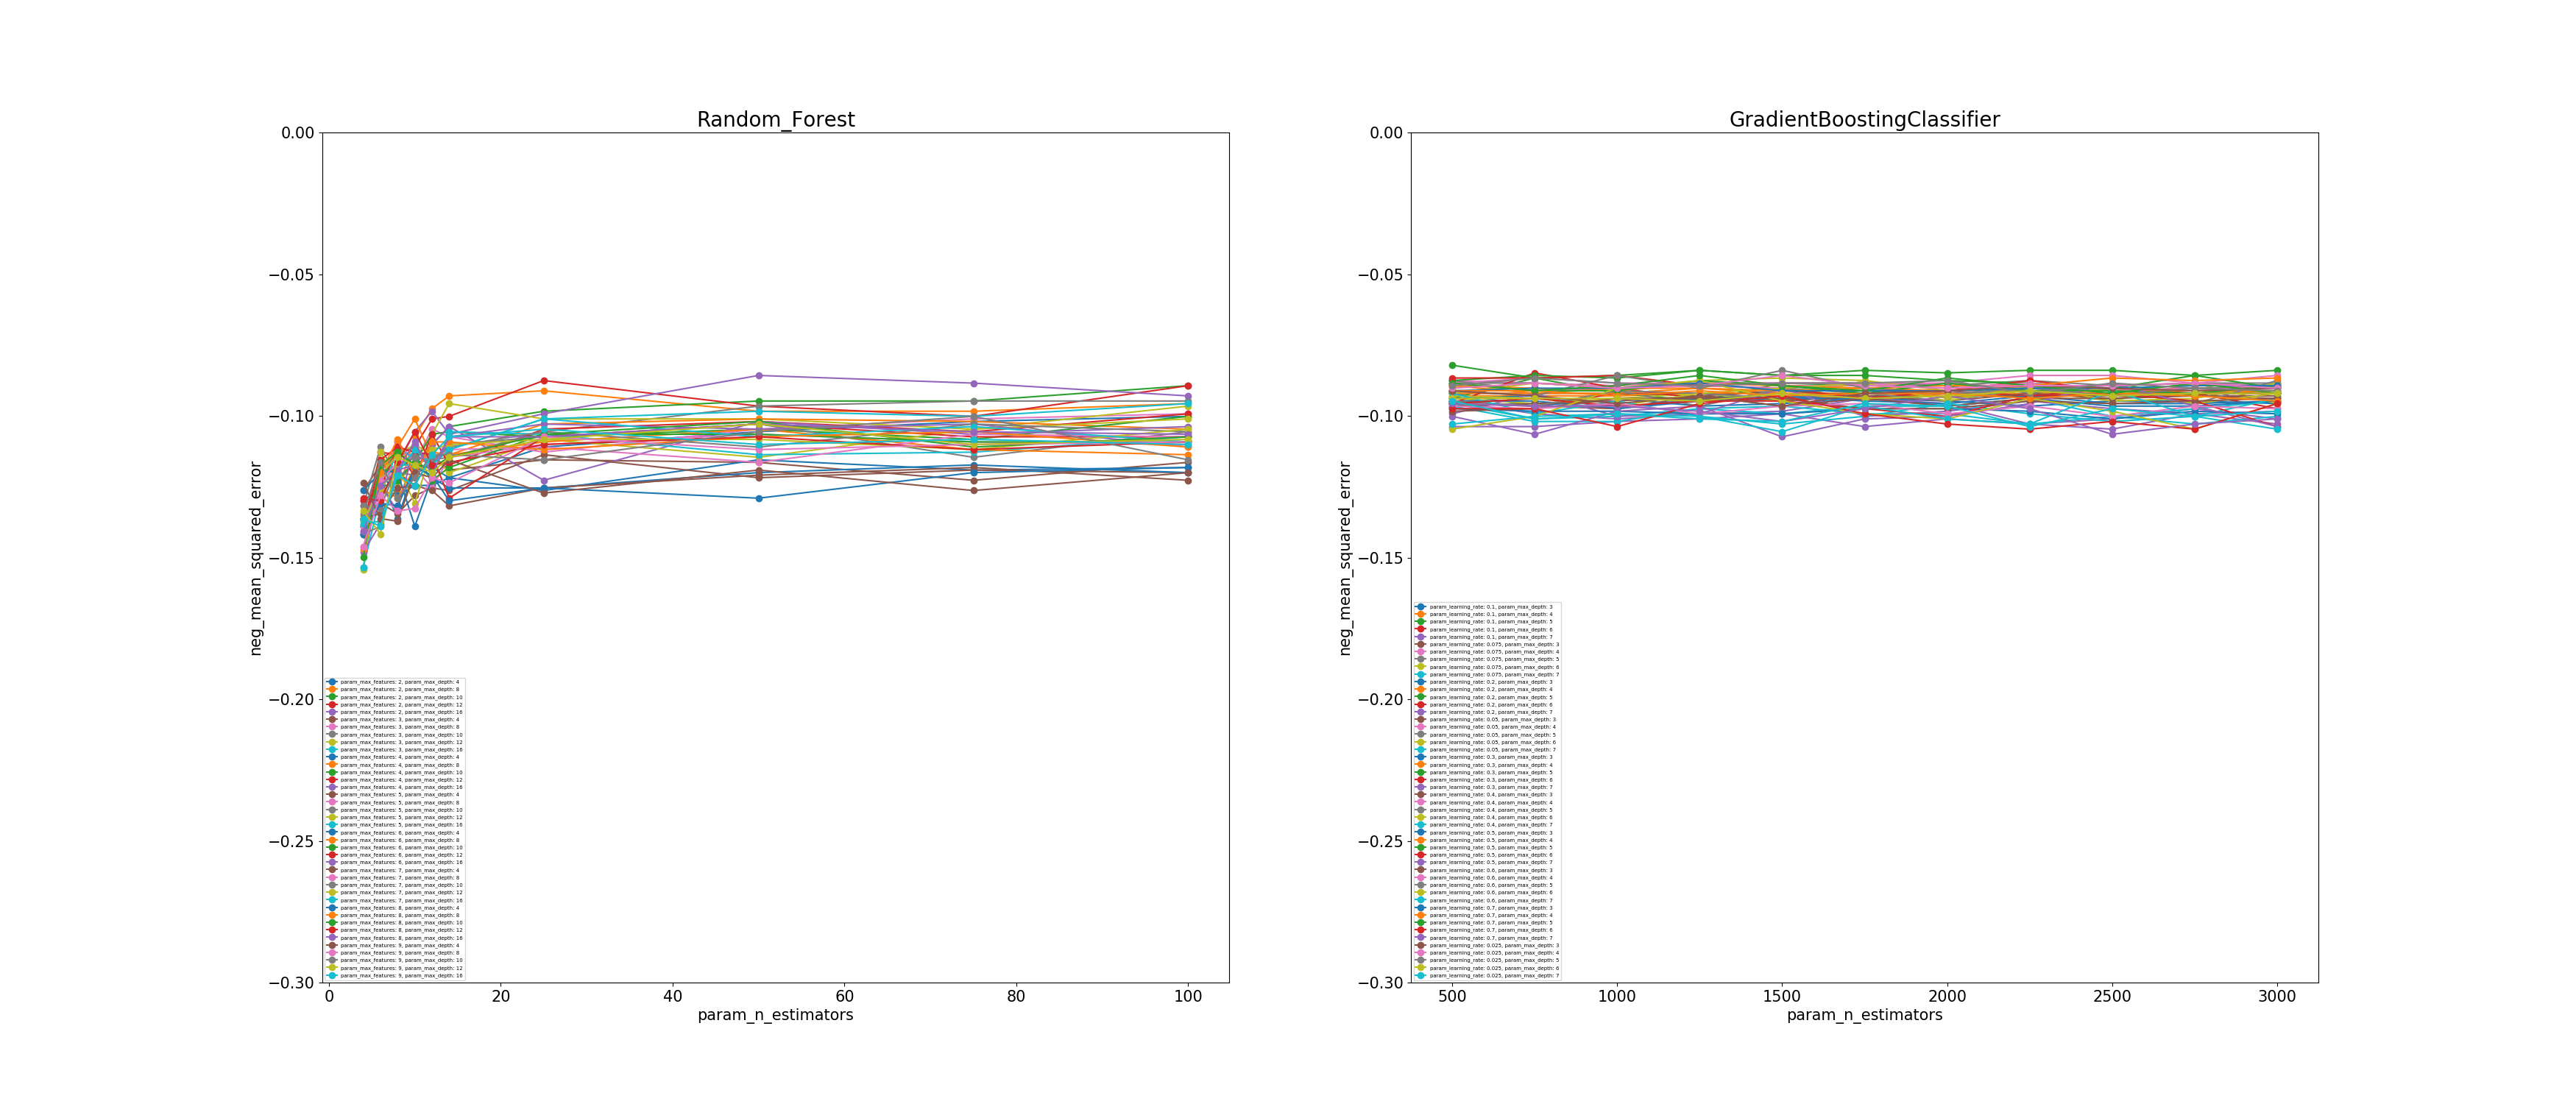 Random_Forest
0.00
−0.05
−0.10
−0.15
−0.20
−0.25
−0.30
neg_mean_squared_error
param_max_features: 2, param_max_depth: 4
param_max_features: 2, param_max_depth: 8
param_max_features: 2, param_max_depth: 10
param_max_features: 2, param_max_depth: 12
param_max_features: 2, param_max_depth: 16
param_max_features: 3, param_max_depth: 4
param_max_features: 3, param_max_depth: 8
param_max_features: 3, param_max_depth: 10
param_max_features: 3, param_max_depth: 12
param_max_features: 3, param_max_depth: 16
param_max_features: 4, param_max_depth: 4
param_max_features: 4, param_max_depth: 8
param_max_features: 4, param_max_depth: 10
param_max_features: 4, param_max_depth: 12
param_max_features: 4, param_max_depth: 16
param_max_features: 5, param_max_depth: 4
param_max_features: 5, param_max_depth: 8
param_max_features: 5, param_max_depth: 10
param_max_features: 5, param_max_depth: 12
param_max_features: 5, param_max_depth: 16
param_max_features: 6, param_max_depth: 4
param_max_features: 6, param_max_depth: 8
param_max_features: 6, param_max_depth: 10
param_max_features: 6, param_max_depth: 12
param_max_features: 6, param_max_depth: 16
param_max_features: 7, param_max_depth: 4
param_max_features: 7, param_max_depth: 8
param_max_features: 7, param_max_depth: 10
param_max_features: 7, param_max_depth: 12
param_max_features: 7, param_max_depth: 16
param_max_features: 8, param_max_depth: 4
param_max_features: 8, param_max_depth: 8
param_max_features: 8, param_max_depth: 10
param_max_features: 8, param_max_depth: 12
param_max_features: 8, param_max_depth: 16
param_max_features: 9, param_max_depth: 4
param_max_features: 9, param_max_depth: 8
param_max_features: 9, param_max_depth: 10
param_max_features: 9, param_max_depth: 12
param_max_features: 9, param_max_depth: 16
0 20 40 60 80 100
param_n_estimators
GradientBoostingClassifier
0.00
−0.05
−0.10
−0.15
−0.20
−0.25
−0.30
neg_mean_squared_error
param_learning_rate: 0.1, param_max_depth: 3
param_learning_rate: 0.1, param_max_depth: 4
param_learning_rate: 0.1, param_max_depth: 5
param_learning_rate: 0.1, param_max_depth: 6
param_learning_rate: 0.1, param_max_depth: 7
param_learning_rate: 0.075, param_max_depth: 3
param_learning_rate: 0.075, param_max_depth: 4
param_learning_rate: 0.075, param_max_depth: 5
param_learning_rate: 0.075, param_max_depth: 6
param_learning_rate: 0.075, param_max_depth: 7
param_learning_rate: 0.2, param_max_depth: 3
param_learning_rate: 0.2, param_max_depth: 4
param_learning_rate: 0.2, param_max_depth: 5
param_learning_rate: 0.2, param_max_depth: 6
param_learning_rate: 0.2, param_max_depth: 7
param_learning_rate: 0.05, param_max_depth: 3
param_learning_rate: 0.05, param_max_depth: 4
param_learning_rate: 0.05, param_max_depth: 5
param_learning_rate: 0.05, param_max_depth: 6
param_learning_rate: 0.05, param_max_depth: 7
param_learning_rate: 0.3, param_max_depth: 3
param_learning_rate: 0.3, param_max_depth: 4
param_learning_rate: 0.3, param_max_depth: 5
param_learning_rate: 0.3, param_max_depth: 6
param_learning_rate: 0.3, param_max_depth: 7
param_learning_rate: 0.4, param_max_depth: 3
param_learning_rate: 0.4, param_max_depth: 4
param_learning_rate: 0.4, param_max_depth: 5
param_learning_rate: 0.4, param_max_depth: 6
param_learning_rate: 0.4, param_max_depth: 7
param_learning_rate: 0.5, param_max_depth: 3
param_learning_rate: 0.5, param_max_depth: 4
param_learning_rate: 0.5, param_max_depth: 5
param_learning_rate: 0.5, param_max_depth: 6
param_learning_rate: 0.5, param_max_depth: 7
param_learning_rate: 0.6, param_max_depth: 3
param_learning_rate: 0.6, param_max_depth: 4
param_learning_rate: 0.6, param_max_depth: 5
param_learning_rate: 0.6, param_max_depth: 6
param_learning_rate: 0.6, param_max_depth: 7
param_learning_rate: 0.7, param_max_depth: 3
param_learning_rate: 0.7, param_max_depth: 4
param_learning_rate: 0.7, param_max_depth: 5
param_learning_rate: 0.7, param_max_depth: 6
param_learning_rate: 0.7, param_max_depth: 7
param_learning_rate: 0.025, param_max_depth: 3
param_learning_rate: 0.025, param_max_depth: 4
param_learning_rate: 0.025, param_max_depth: 5
param_learning_rate: 0.025, param_max_depth: 6
param_learning_rate: 0.025, param_max_depth: 7
500 1000 1500 2000 2500 3000
param_n_estimators